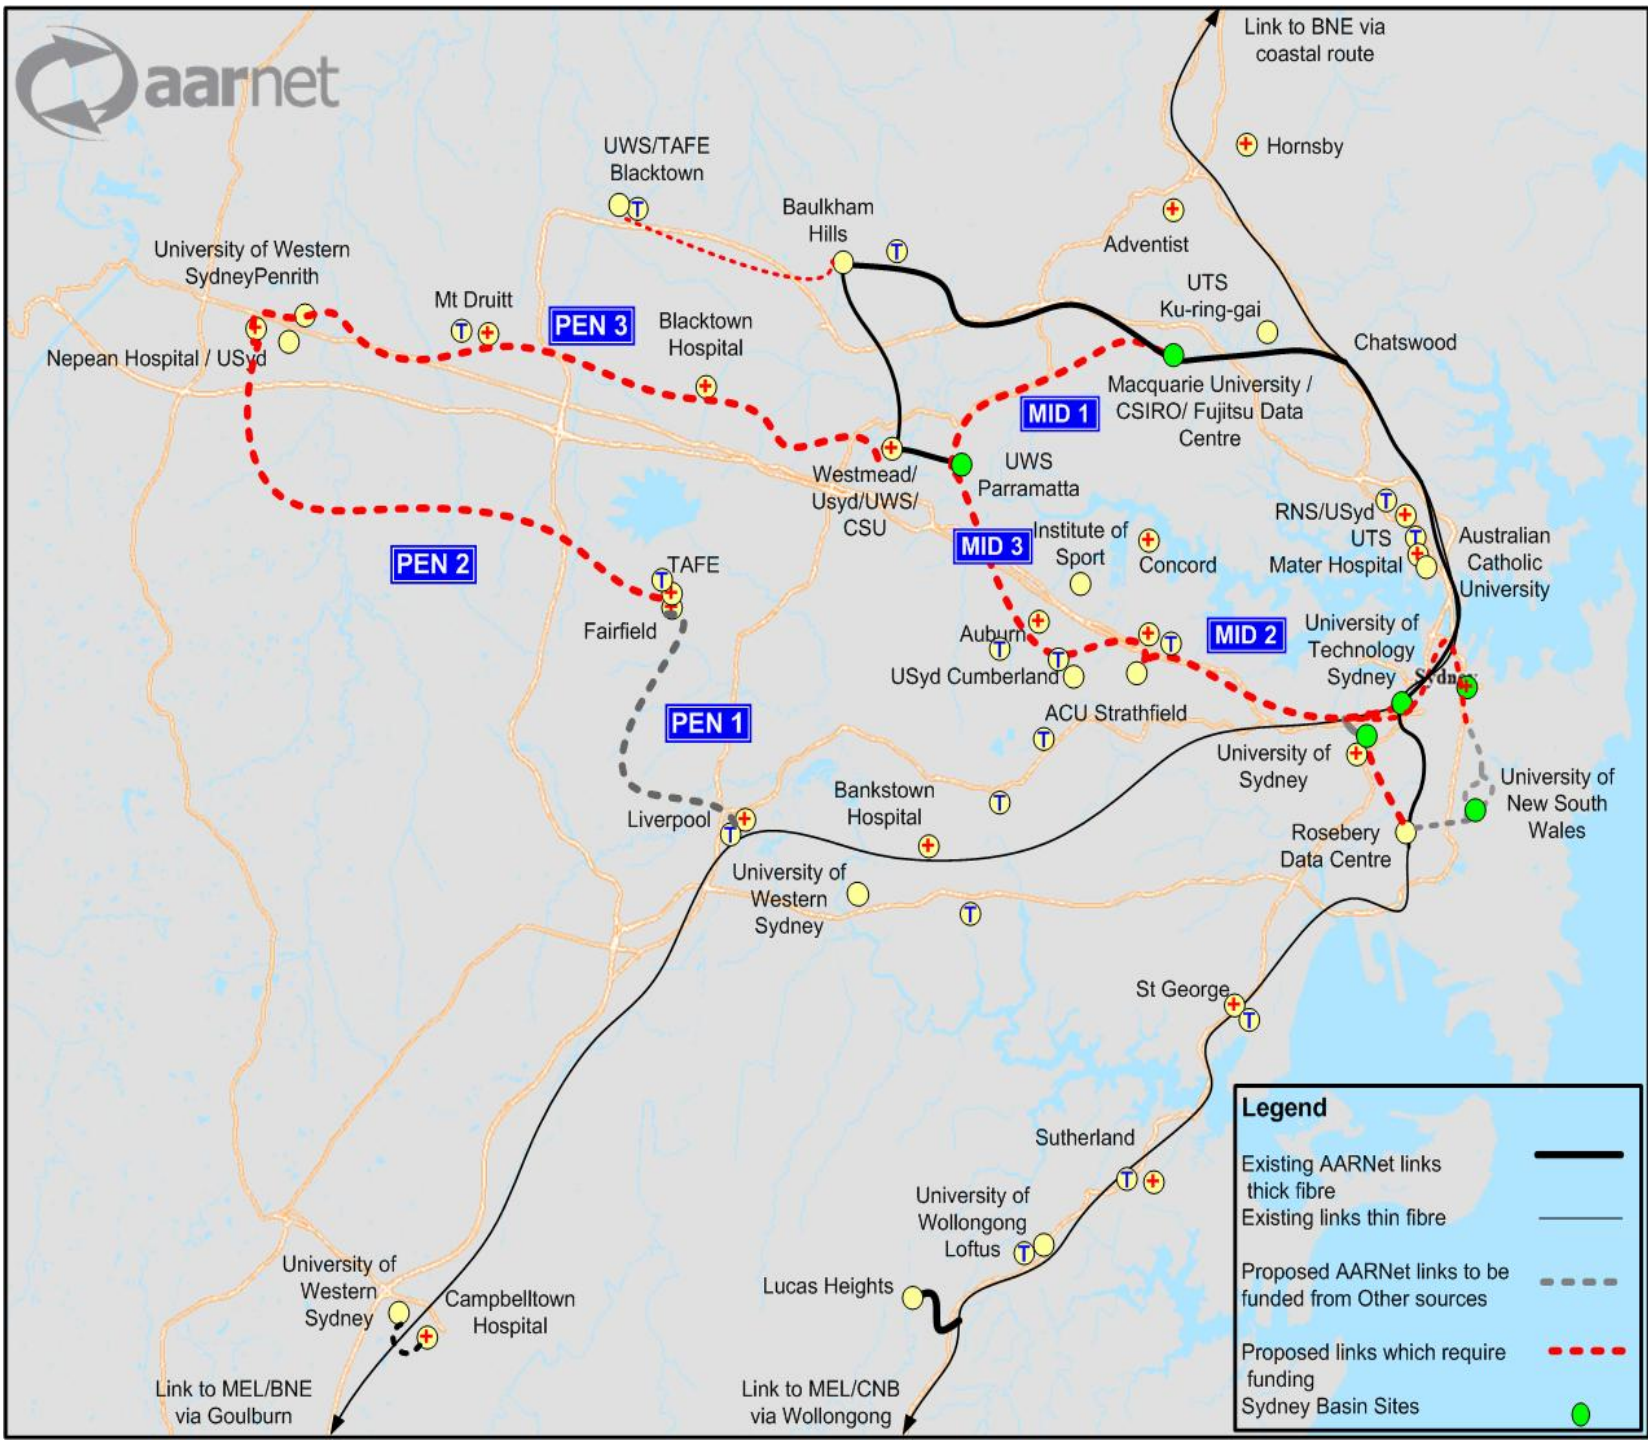 aarnet
Link to BNE via
coastal route
Hornsby
UWS/TAFE
Blacktown
Baulkham
Hills
T
T
Adventist
University of Western
SydneyPenrith
UTS
Ku-ring-gai
Mt Druitt
T
PEN 3
Blacktown
Hospital
Chatswood
Nepean Hospital / USyd
Macquarie University /
CSIRO/ Fujitsu Data
Centre
MID 1
Westmead/
Usyd/UWS/
CSU
UWS
Parramatta
T
RNS/USyd
T
UTS
Mater Hospital
Australian
Catholic
University
MID 3
Institute of
Sport
Concord
PEN 2
TAFE
T
Fairfield
Auburn
T
T
T
USyd Cumberland
MID 2
University of
Technology
Sydney
Sydney
PEN 1
ACU Strathfield
T
University of
Sydney
Bankstown
Hospital
T
University of
New South
Wales
Liverpool
T
Rosebery
Data Centre
University of
Western
Sydney
T
St George
T
Sutherland
T
University of
Wollongong
Loftus
T
Lucas Heights
University of
Western
Sydney
Campbelltown
Hospital
Link to MEL/BNE
via Goulburn
Link to MEL/CNB
via Wollongong
Legend
Existing AARNet links
thick fibre
Existing links thin fibre
Proposed AARNet links to be
funded from Other sources
Proposed links which require
funding
Sydney Basin Sites